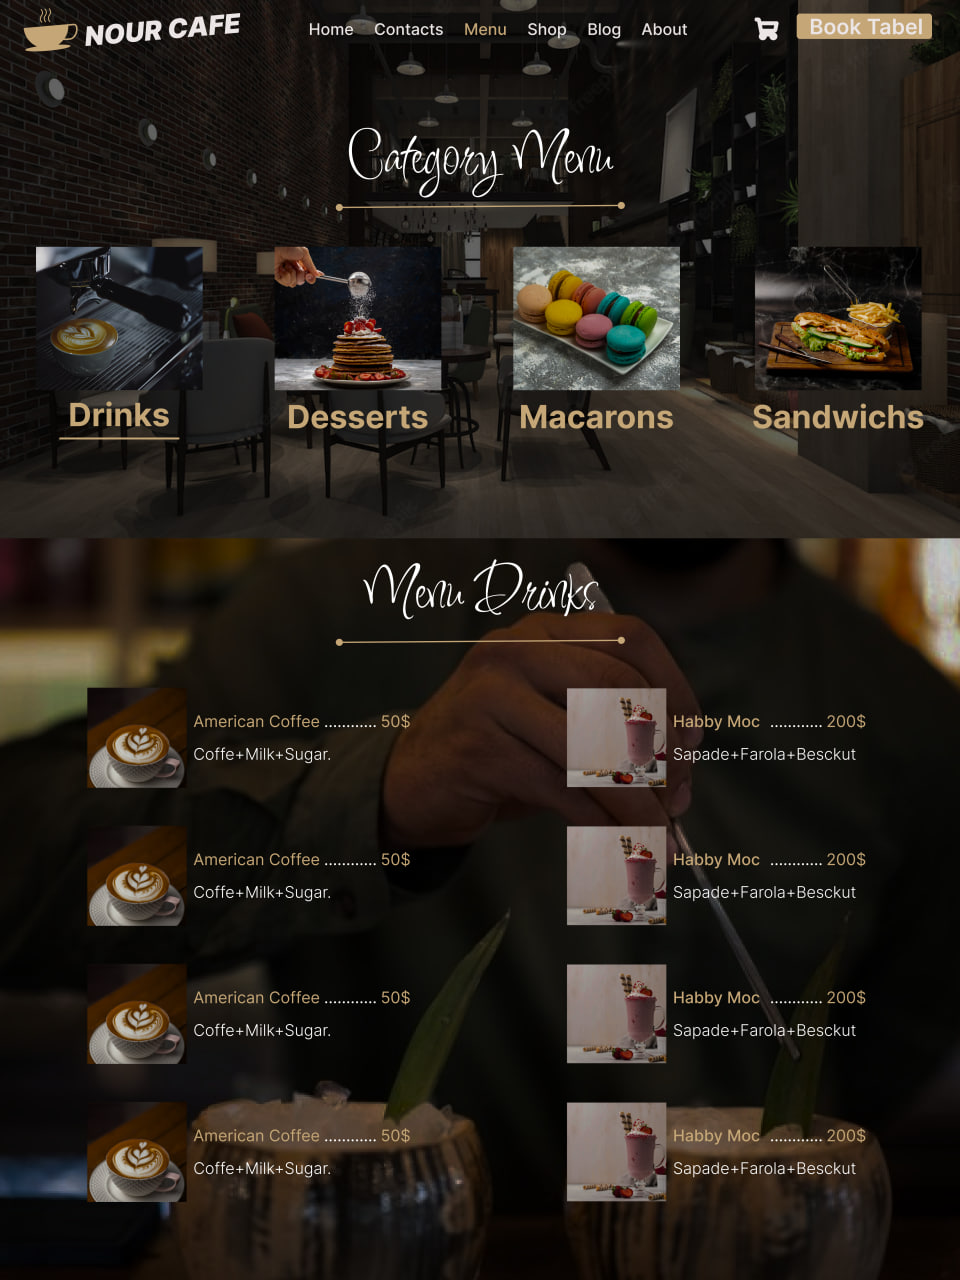 NOUR CAFE
Home Contacts Menu Shop Blog About
Book Tabel
Category Menu
Drinks Desserts Macarons Sandwichs
Menu Drinks
American Coffee ............ 50$ Habby Moc ............ 200$
Coffe+Milk+Sugar. Sapade+Farola+Besckut
American Coffee ............ 50$ Habby Moc ............ 200$
Coffe+Milk+Sugar. Sapade+Farola+Besckut
American Coffee ............ 50$ Habby Moc ............ 200$
Coffe+Milk+Sugar. Sapade+Farola+Besckut
American Coffee ............ 50$ Habby Moc ............ 200$
Coffe+Milk+Sugar. Sapade+Farola+Besckut